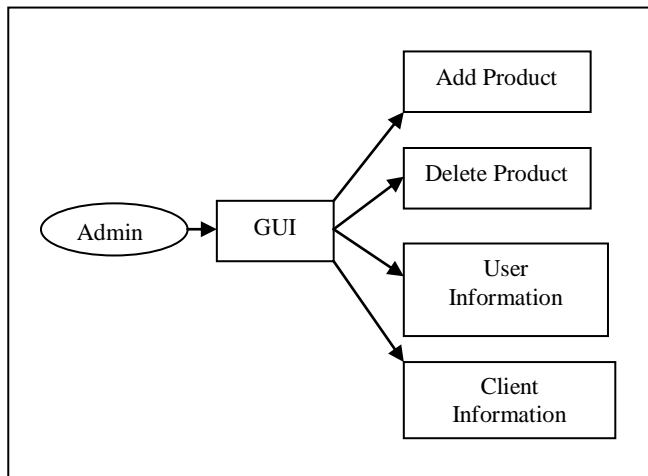 Admin
GUI
Add Product
Delete Product
User
Information
Client
Information